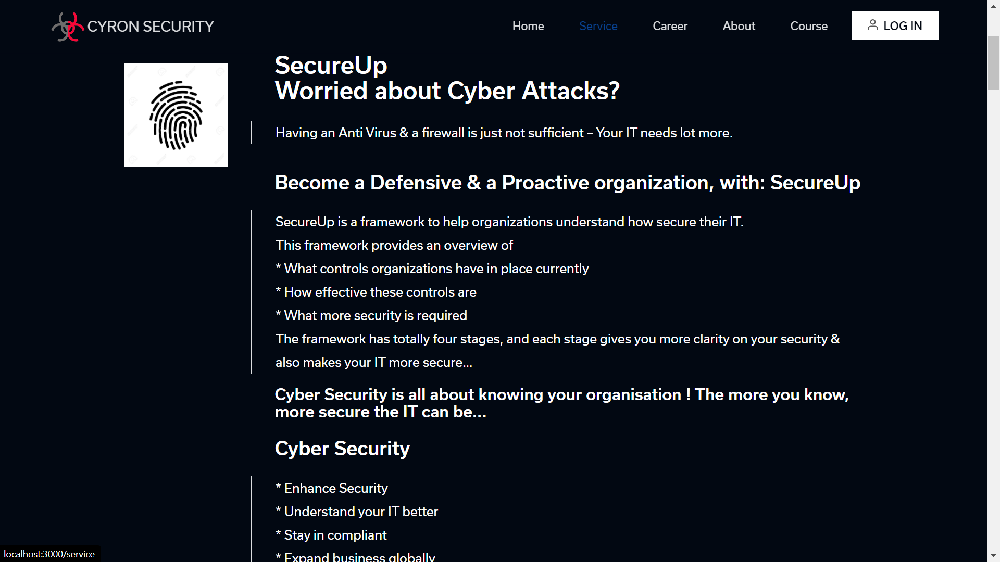 CYRON SECURITY
Home
Service
Career
About
Course
LOG IN
SecureUp
Worried about Cyber Attacks?
Having an Anti Virus & a firewall is just not sufficient – Your IT needs lot more.
Become a Defensive & a Proactive organization, with: SecureUp
SecureUp is a framework to help organizations understand how secure their IT.
This framework provides an overview of
* What controls organizations have in place currently
* How effective these controls are
* What more security is required
The framework has totally four stages, and each stage gives you more clarity on your security &
also makes your IT more secure...
Cyber Security is all about knowing your organisation ! The more you know,
more secure the IT can be...
Cyber Security
* Enhance Security
* Understand your IT better
* Stay in compliant
* Expand business globally
localhost:3000/service